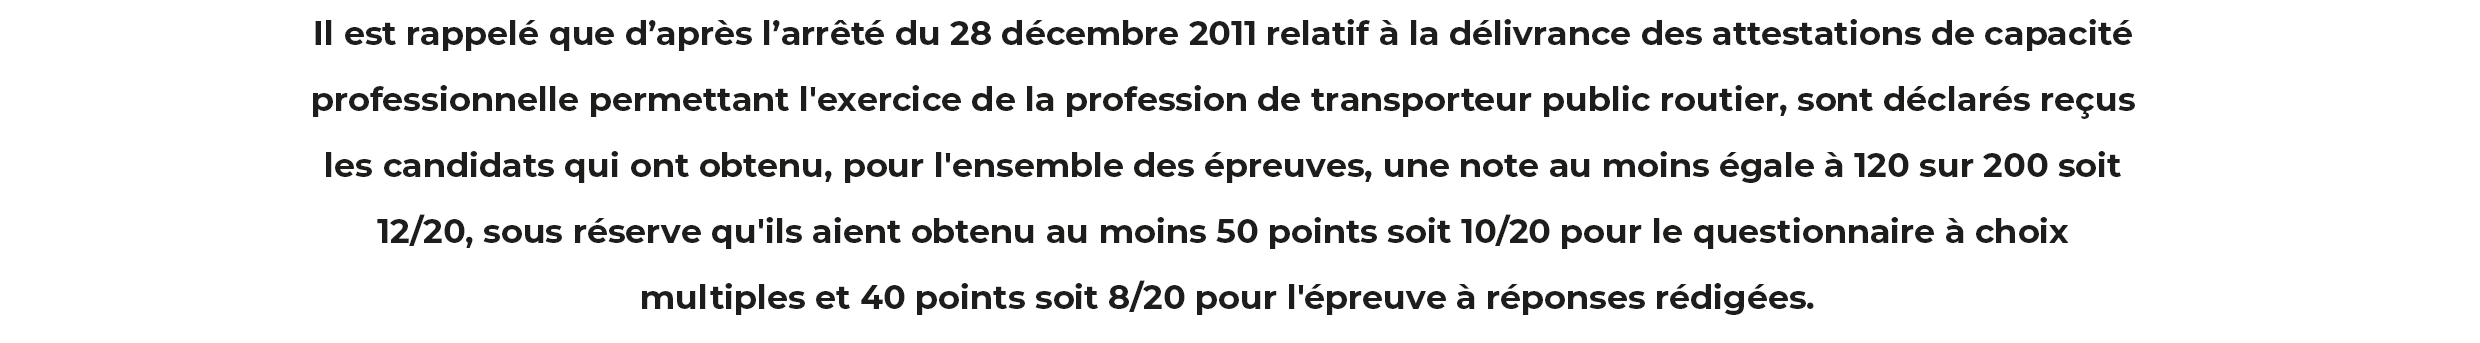 Il est rappelé que d’après l’arrêté du 28 décembre 2011 relatif à la délivrance des attestations de capacité
professionnelle permettant l'exercice de la profession de transporteur public routier, sont déclarés reçus
les candidats qui ont obtenu, pour l'ensemble des épreuves, une note au moins égale à 120 sur 200 soit
12/20, sous réserve qu'ils aient obtenu au moins 50 points soit 10/20 pour le questionnaire à choix
multiples et 40 points soit 8/20 pour l'épreuve à réponses rédigées.